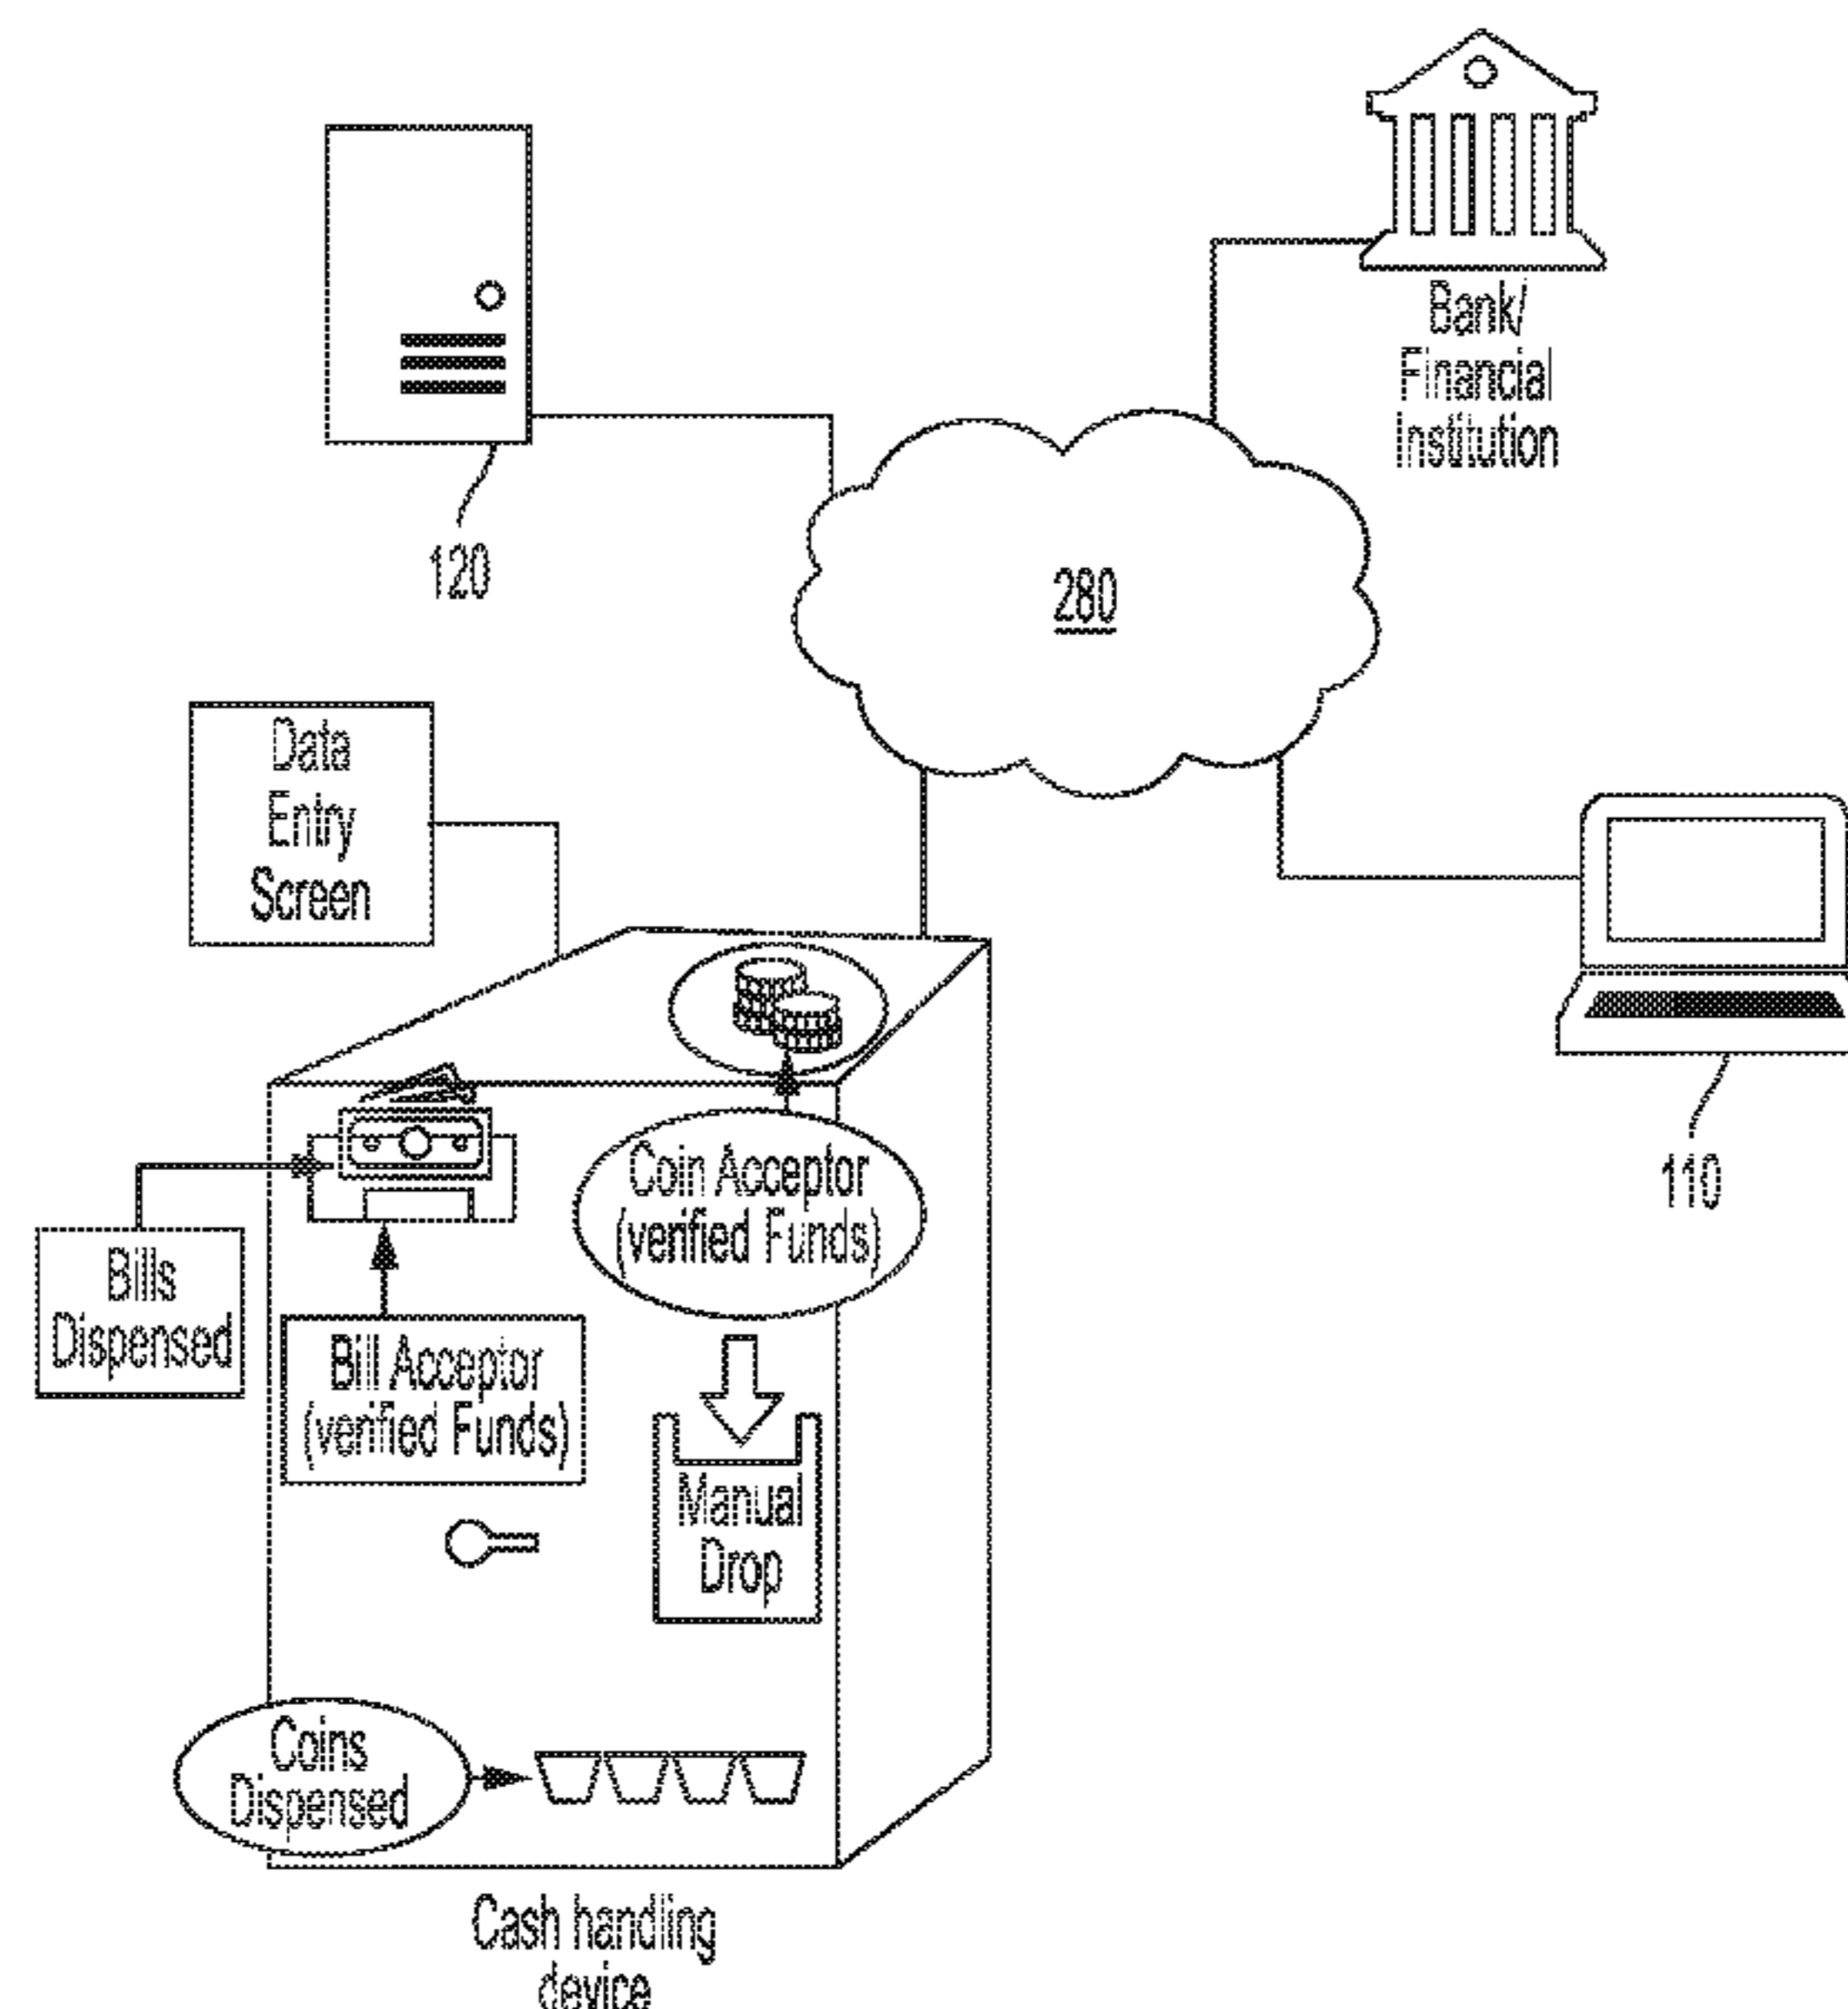 Bank/
Financial
Institution
120
280
Data
Entry
Screen
110
Coin Acceptor
(verified Funds)
Bills
Dispensed
Bill Acceptor
(verified Funds)
Manual
Drop
Coins
Dispensed
Cash handling
device